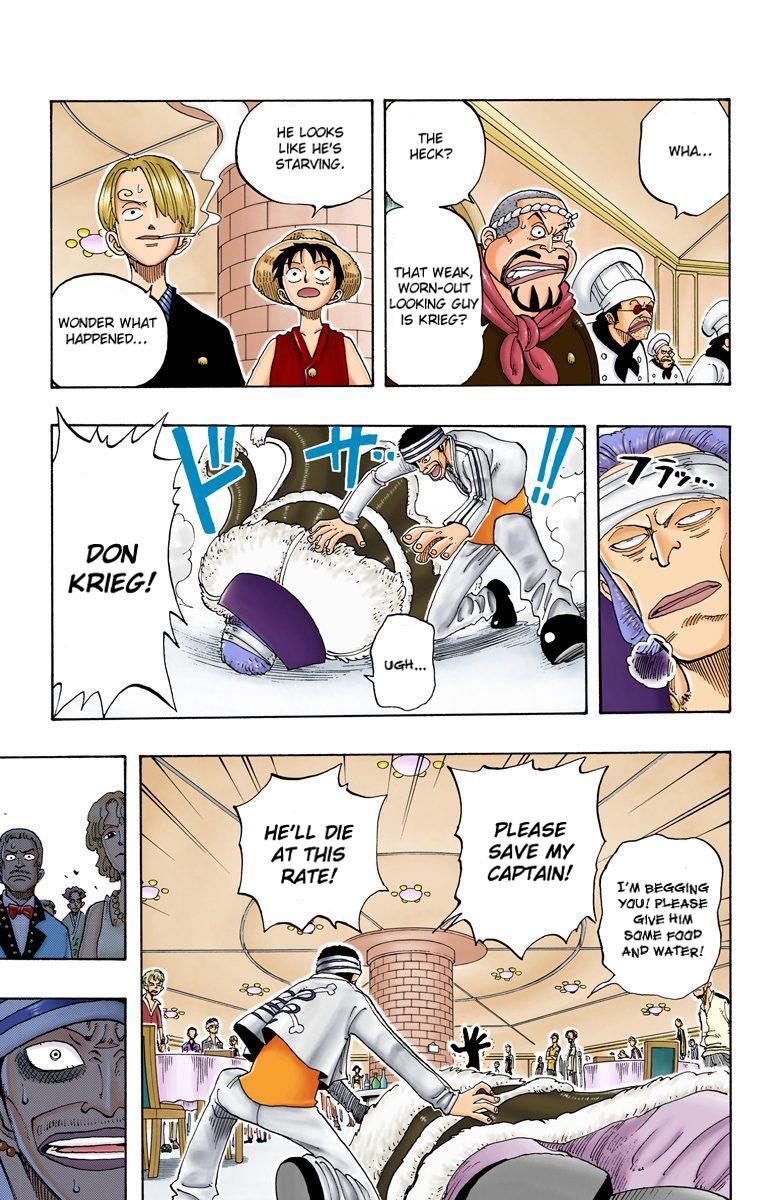 WHA...
THE
HECK?
THAT WEAK,
WORN-OUT
LOOKING GUY
IS KRIEG?
HE LOOKS
LIKE HE'S
STARVING.
WONDER WHAT
HAPPENED...
フラッ...
ドサッ!!
!!
DON
KRIEG!
UGH...
I'M BEGGING
YOU! PLEASE
GIVE HIM
SOME FOOD
AND WATER!
PLEASE
SAVE MY
CAPTAIN!
HE'LL DIE
AT THIS
RATE!